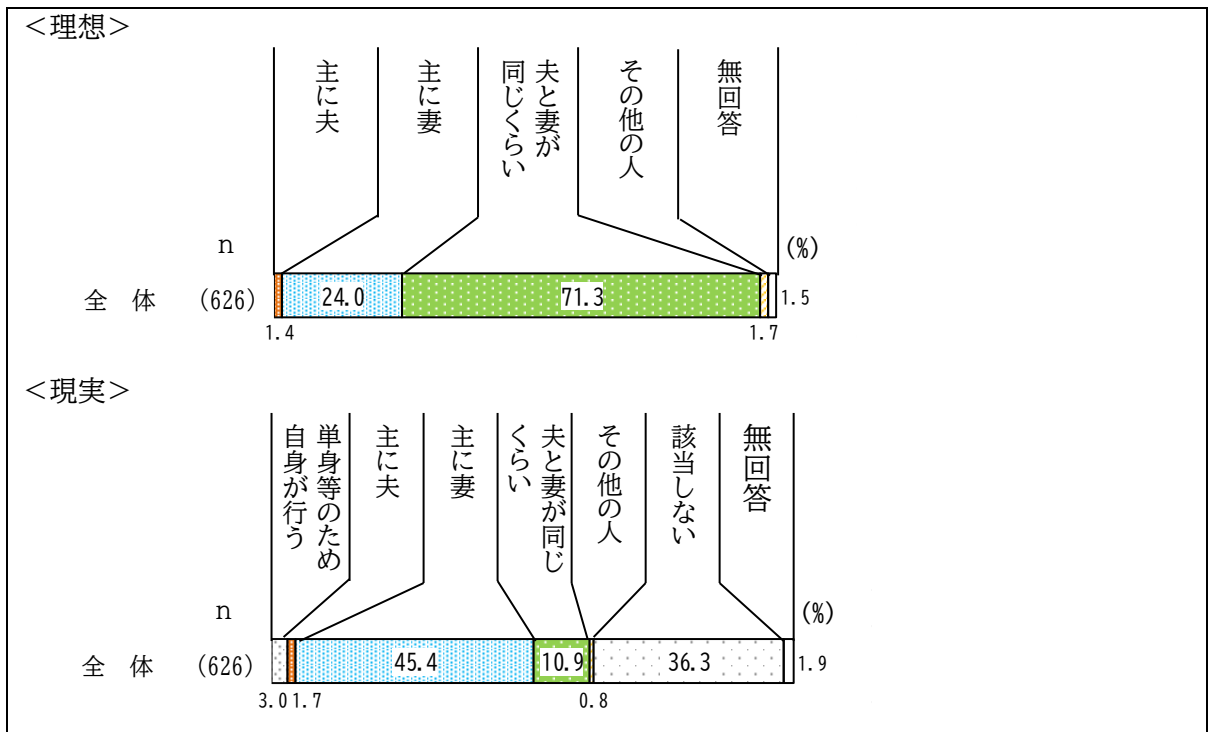 ＜理想＞
主に夫
主に妻
夫と妻が
同じくらい
その他の人
無回答
n
(%)
全　体　(626)
24.0
71.3
1.5
1.4
1.7
＜現実＞
単身等のため
自身が行う
主に夫
主に妻
夫と妻が同じ
くらい
その他の人
該当しない
無回答
n
(%)
全　体　(626)
45.4
10.9
36.3
1.9
3.0
1.7
0.8